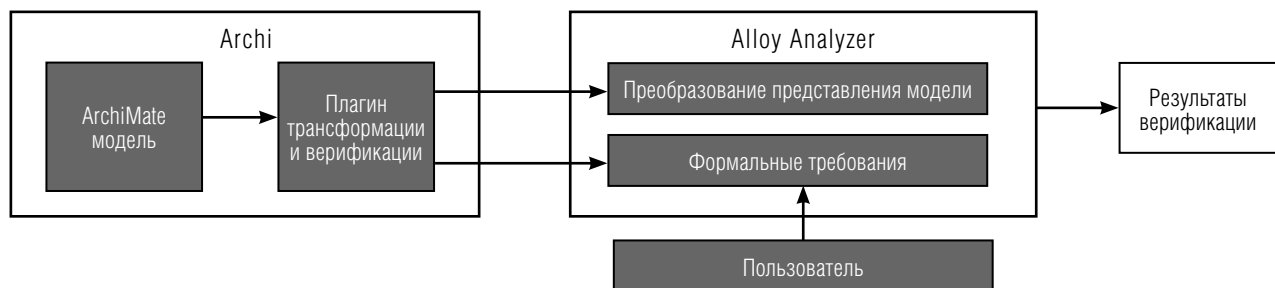 Archi
ArchiMate
модель
Плагин
трансформации
и верификации
Alloy Analyzer
Преобразование представления модели
Формальные требования
Пользователь
Результаты
верификации